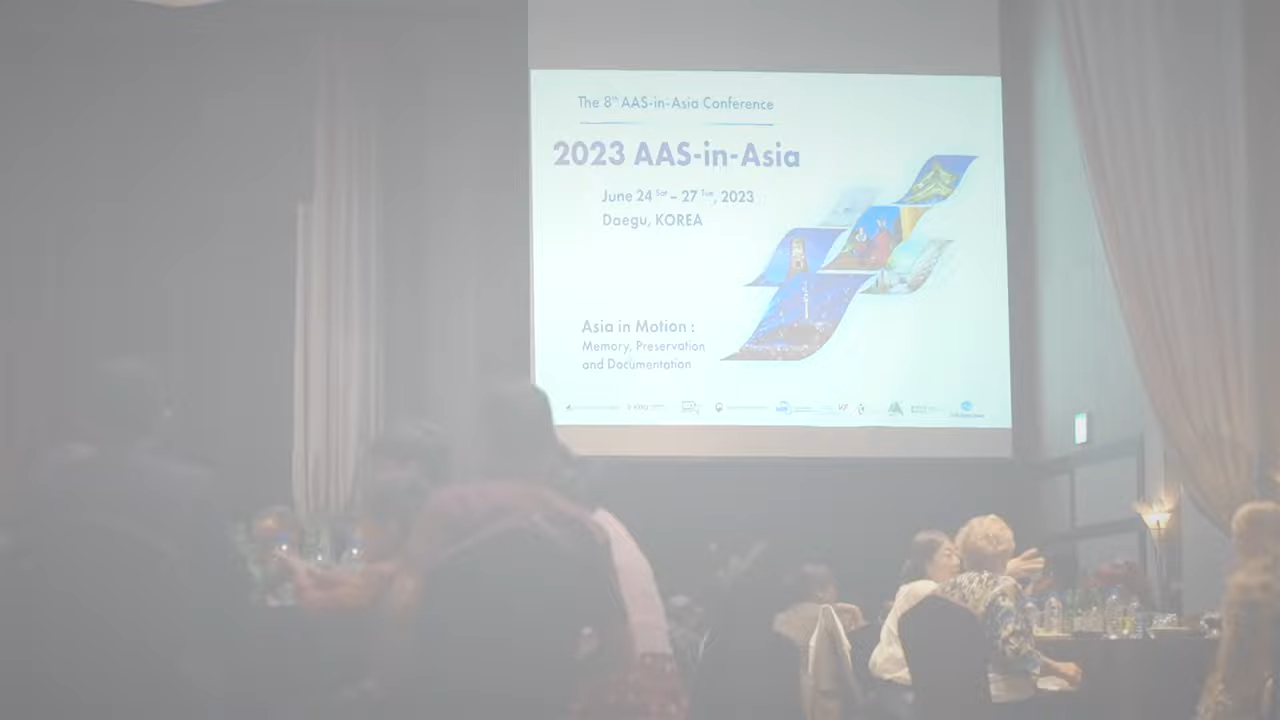 The 8th AAS-in-Asia Conference
2023 AAS-in-Asia
June 24 Sat – 27 Tue, 2023
Daegu, KOREA
Asia in Motion :
Memory, Preservation
and Documentation